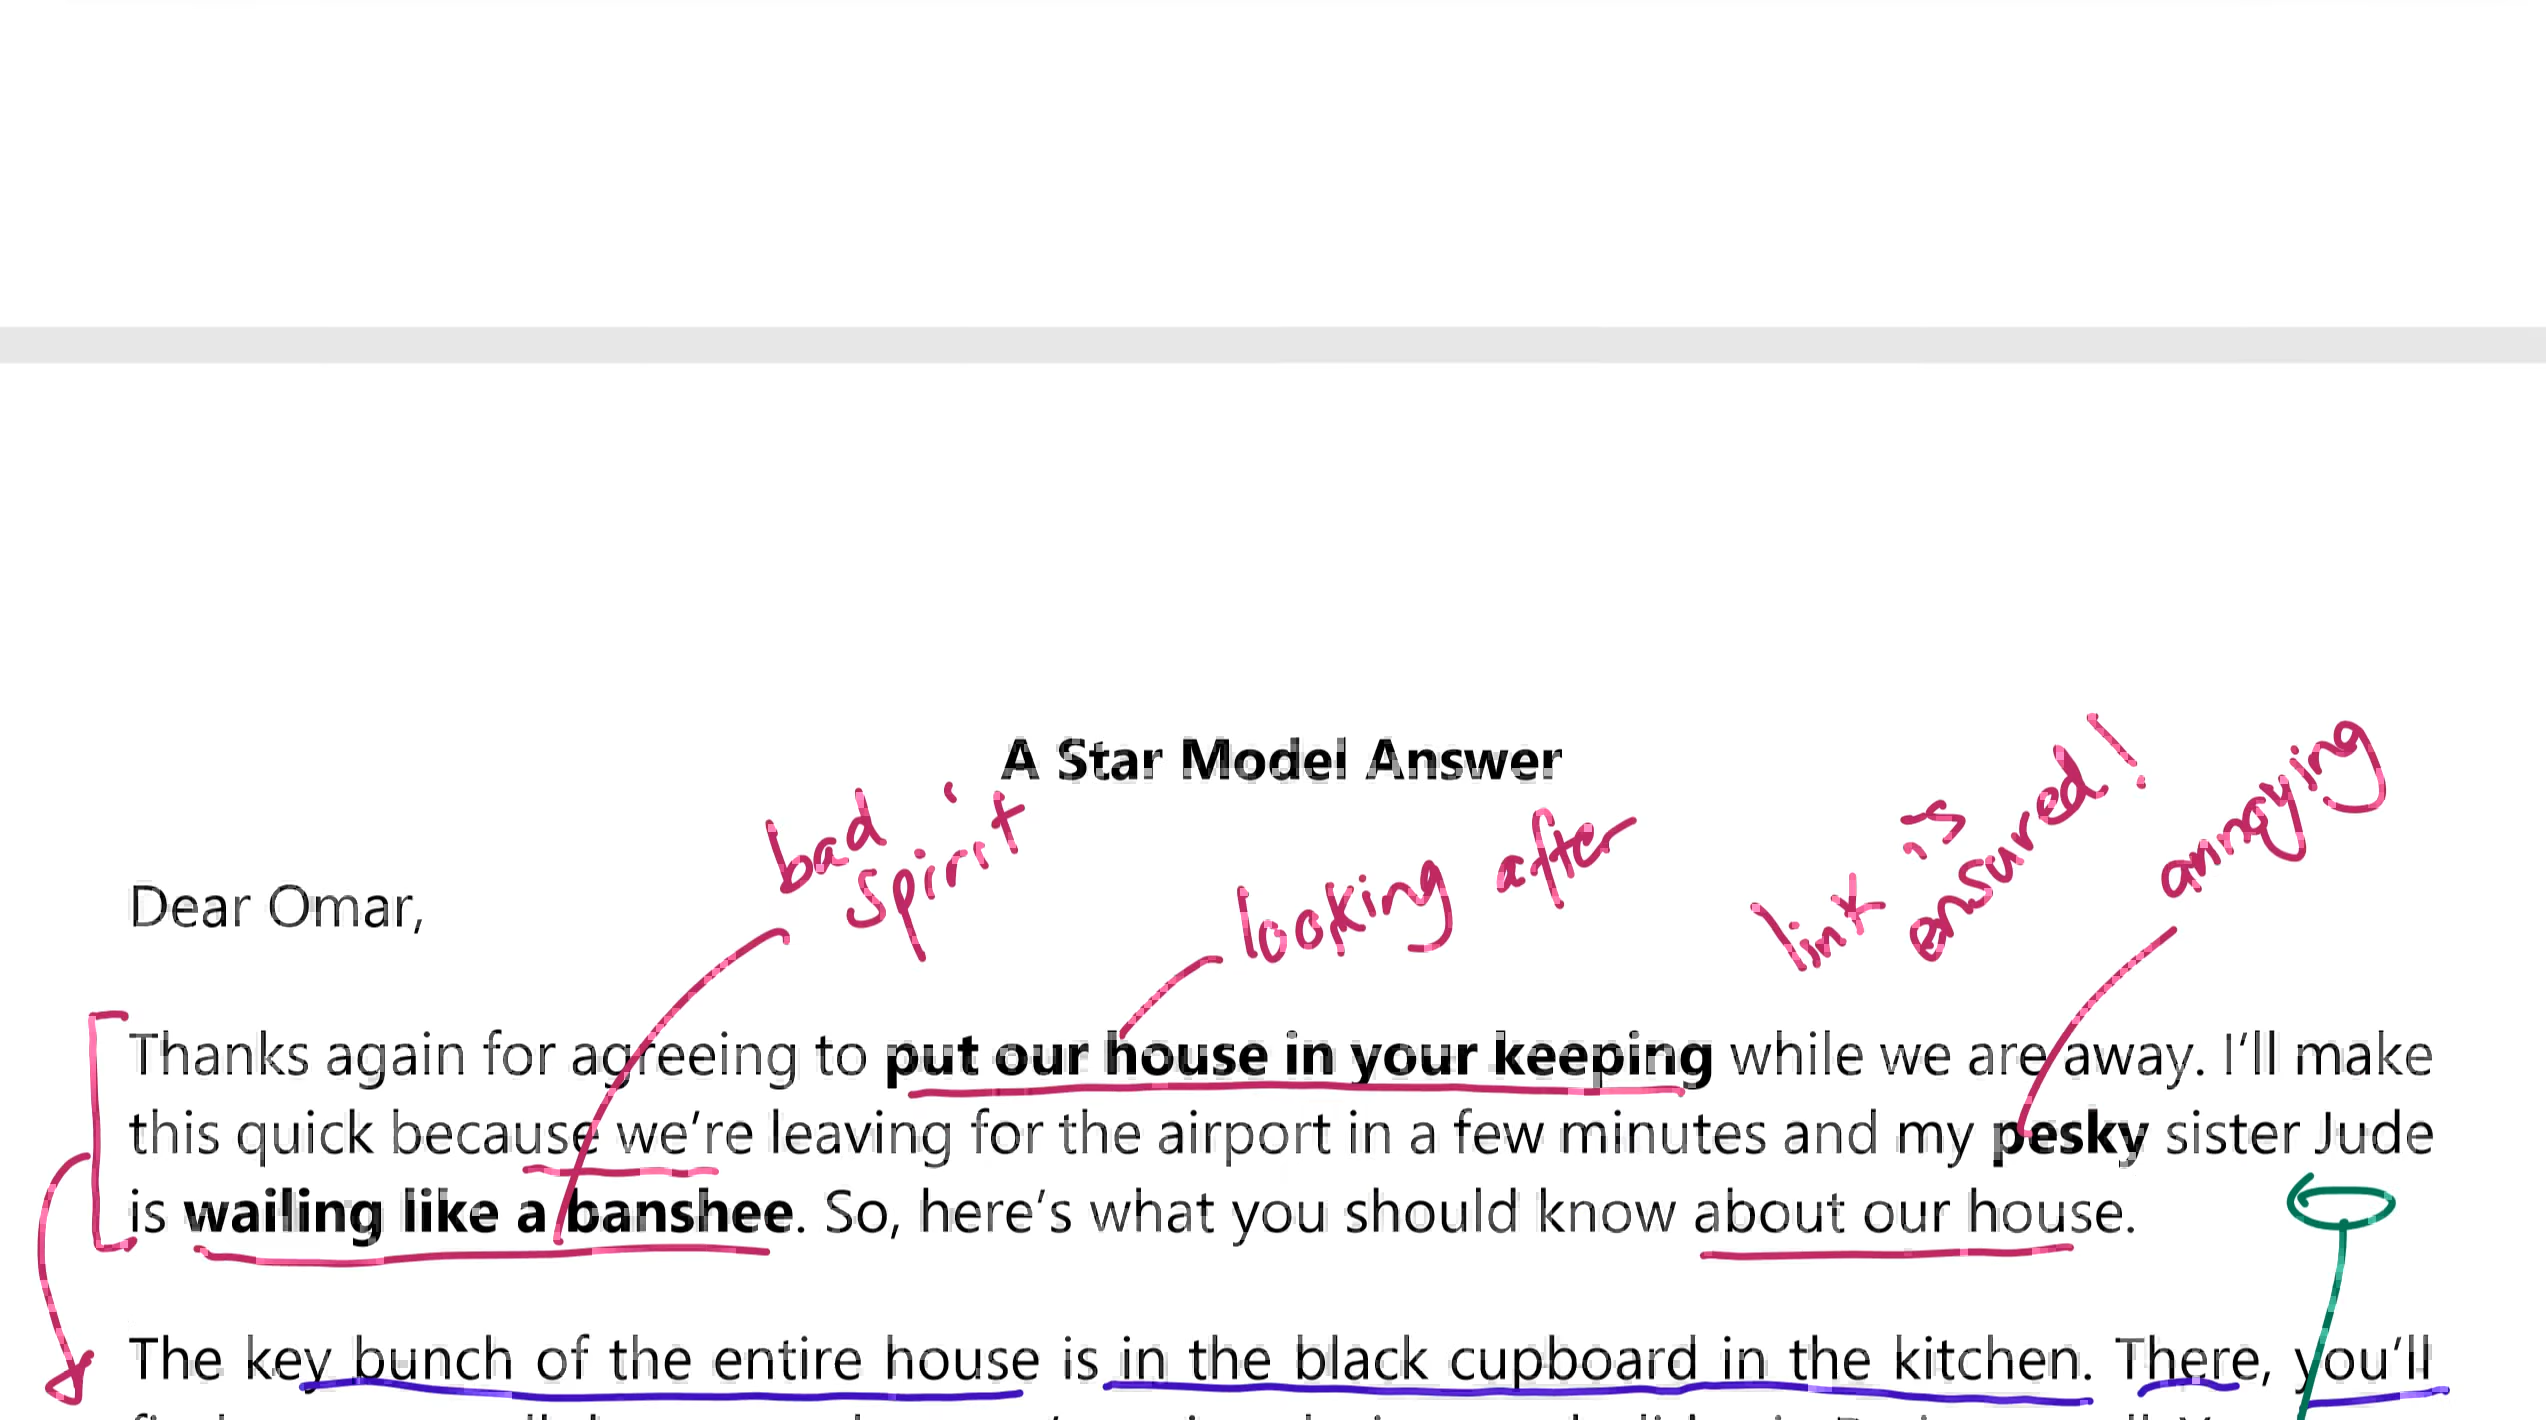 A Star Model Answer
bad
spirit
looking after
link is
ensured!
annoying
Dear Omar,
Thanks again for agreeing to put our house in your keeping while we are away. I'll make
this quick because we're leaving for the airport in a few minutes and my pesky sister Jude
is wailing like a banshee. So, here's what you should know about our house.
The key bunch of the entire house is in the black cupboard in the kitchen. There, you'll